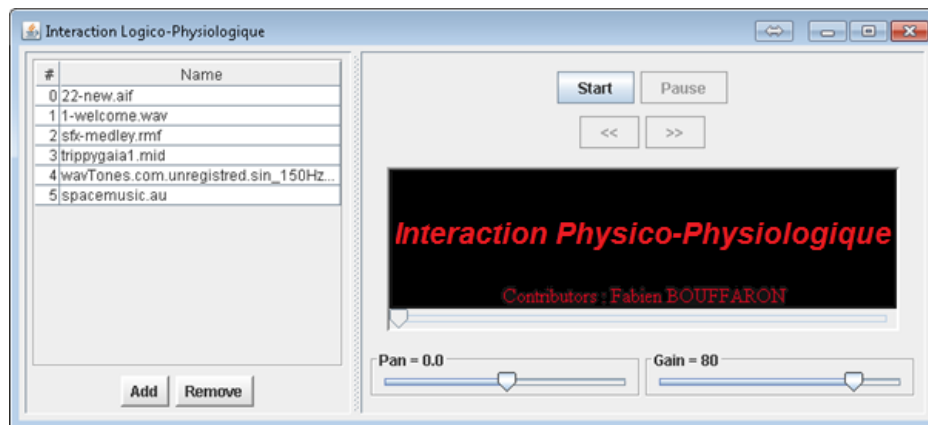 Interaction Logico-Physiologique
# Name
0 22-new.aif
1 1-welcome.wav
2 sfx-medley.rmf
3 trippygaia1.mid
4 wavTones.com.unregistred.sin_150Hz...
5 spacemusic.au
Add Remove
Start Pause
<< >>
Interaction Physico-Physiologique
Contributors : Fabien BOUFFARON
Pan = 0.0 Gain = 80